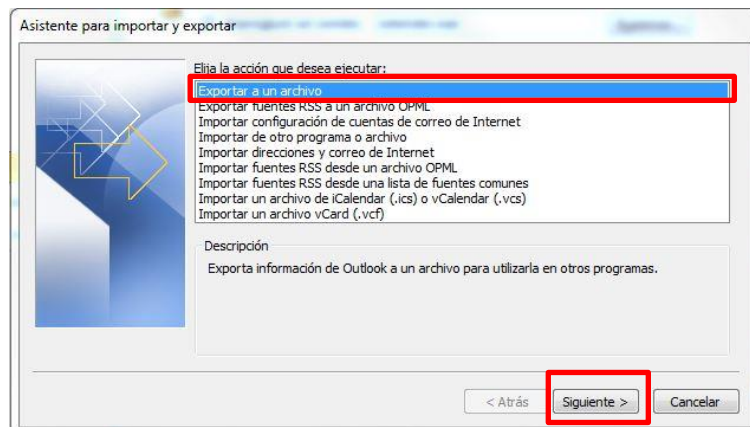 Asistente para importar y exportar
Elija la acción que desea ejecutar:
Exportar a un archivo
Exportar fuentes RSS a un archivo OPML
Importar configuración de cuentas de correo de Internet
Importar de otro programa o archivo
Importar direcciones y correo de Internet
Importar fuentes RSS desde un archivo OPML
Importar fuentes RSS desde una lista de fuentes comunes
Importar un archivo de iCalendar (.ics) o vCalendar (.vcs)
Importar un archivo vCard (.vcf)
Descripción
Exporta información de Outlook a un archivo para utilizarla en otros programas.
< Atrás Siguiente > Cancelar